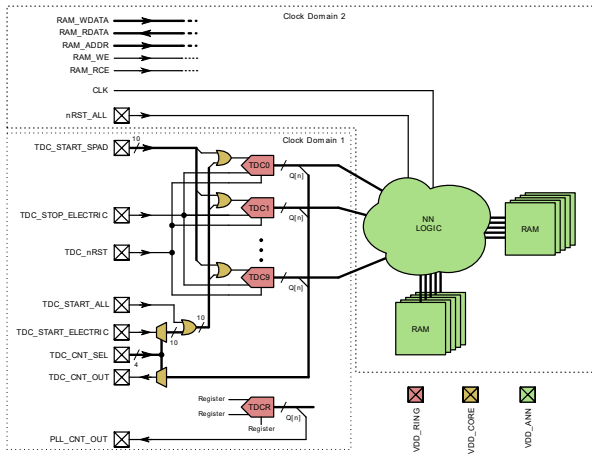 Clock Domain 2
RAM_WDATA
RAM_RDATA
RAM_ADDR
RAM_WE
RAM_RCE
CLK
nRST_ALL
Clock Domain 1
TDC_START_SPAD
10
TDC0
Q[n]
TDC_STOP_ELECTRIC
TDC1
Q[n]
NN
LOGIC
RAM
TDC_nRST
TDC9
Q[n]
TDC_START_ALL
10
TDC_START_ELECTRIC
10
RAM
TDC_CNT_SEL
4
TDC_CNT_OUT
Register
TDCR
Register
Q[n]
Register
PLL_CNT_OUT
VDD_RING
VDD_CORE
VDD_ANN